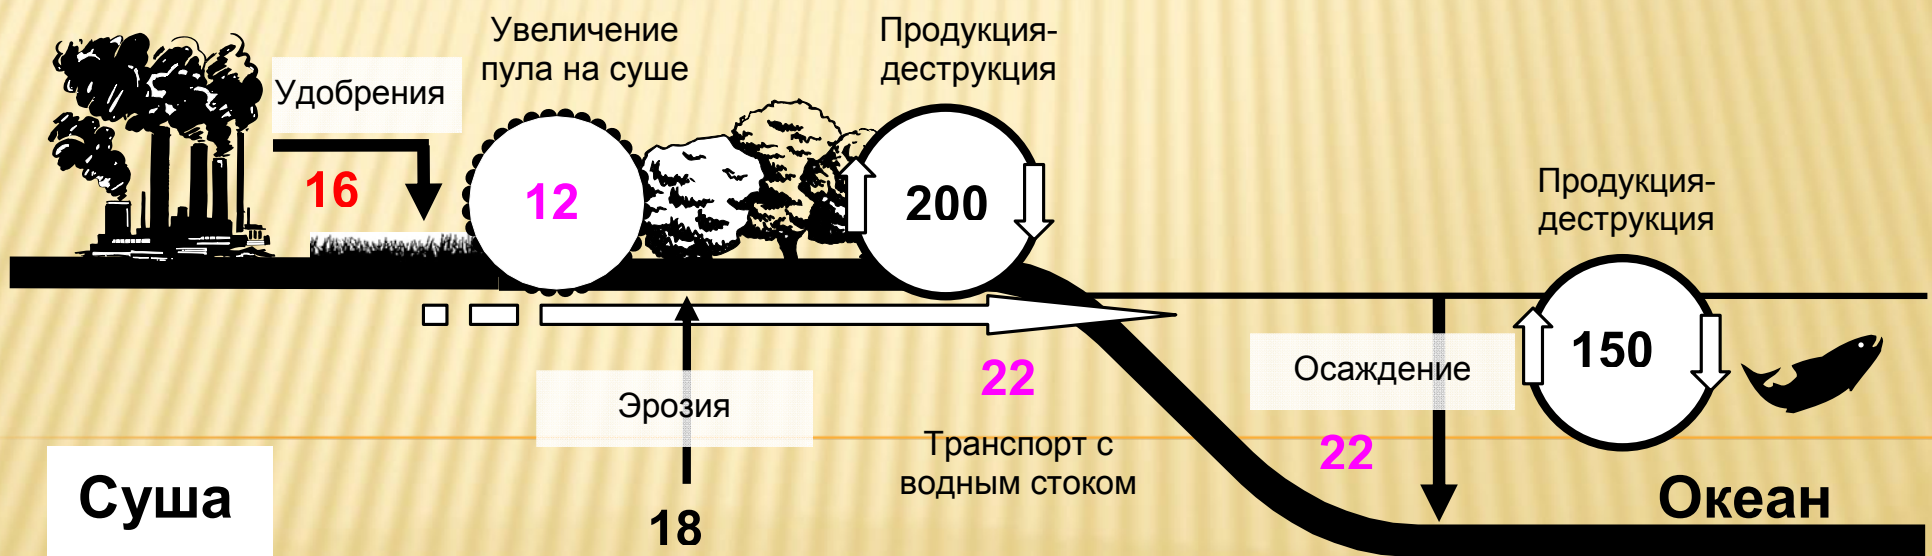 Увеличение
пула на суше
Продукция-
деструкция
Удобрения
16
12
200
Продукция-
деструкция
150
Эрозия
22
Осаждение
22
Транспорт с
водным стоком
Суша
18
Океан